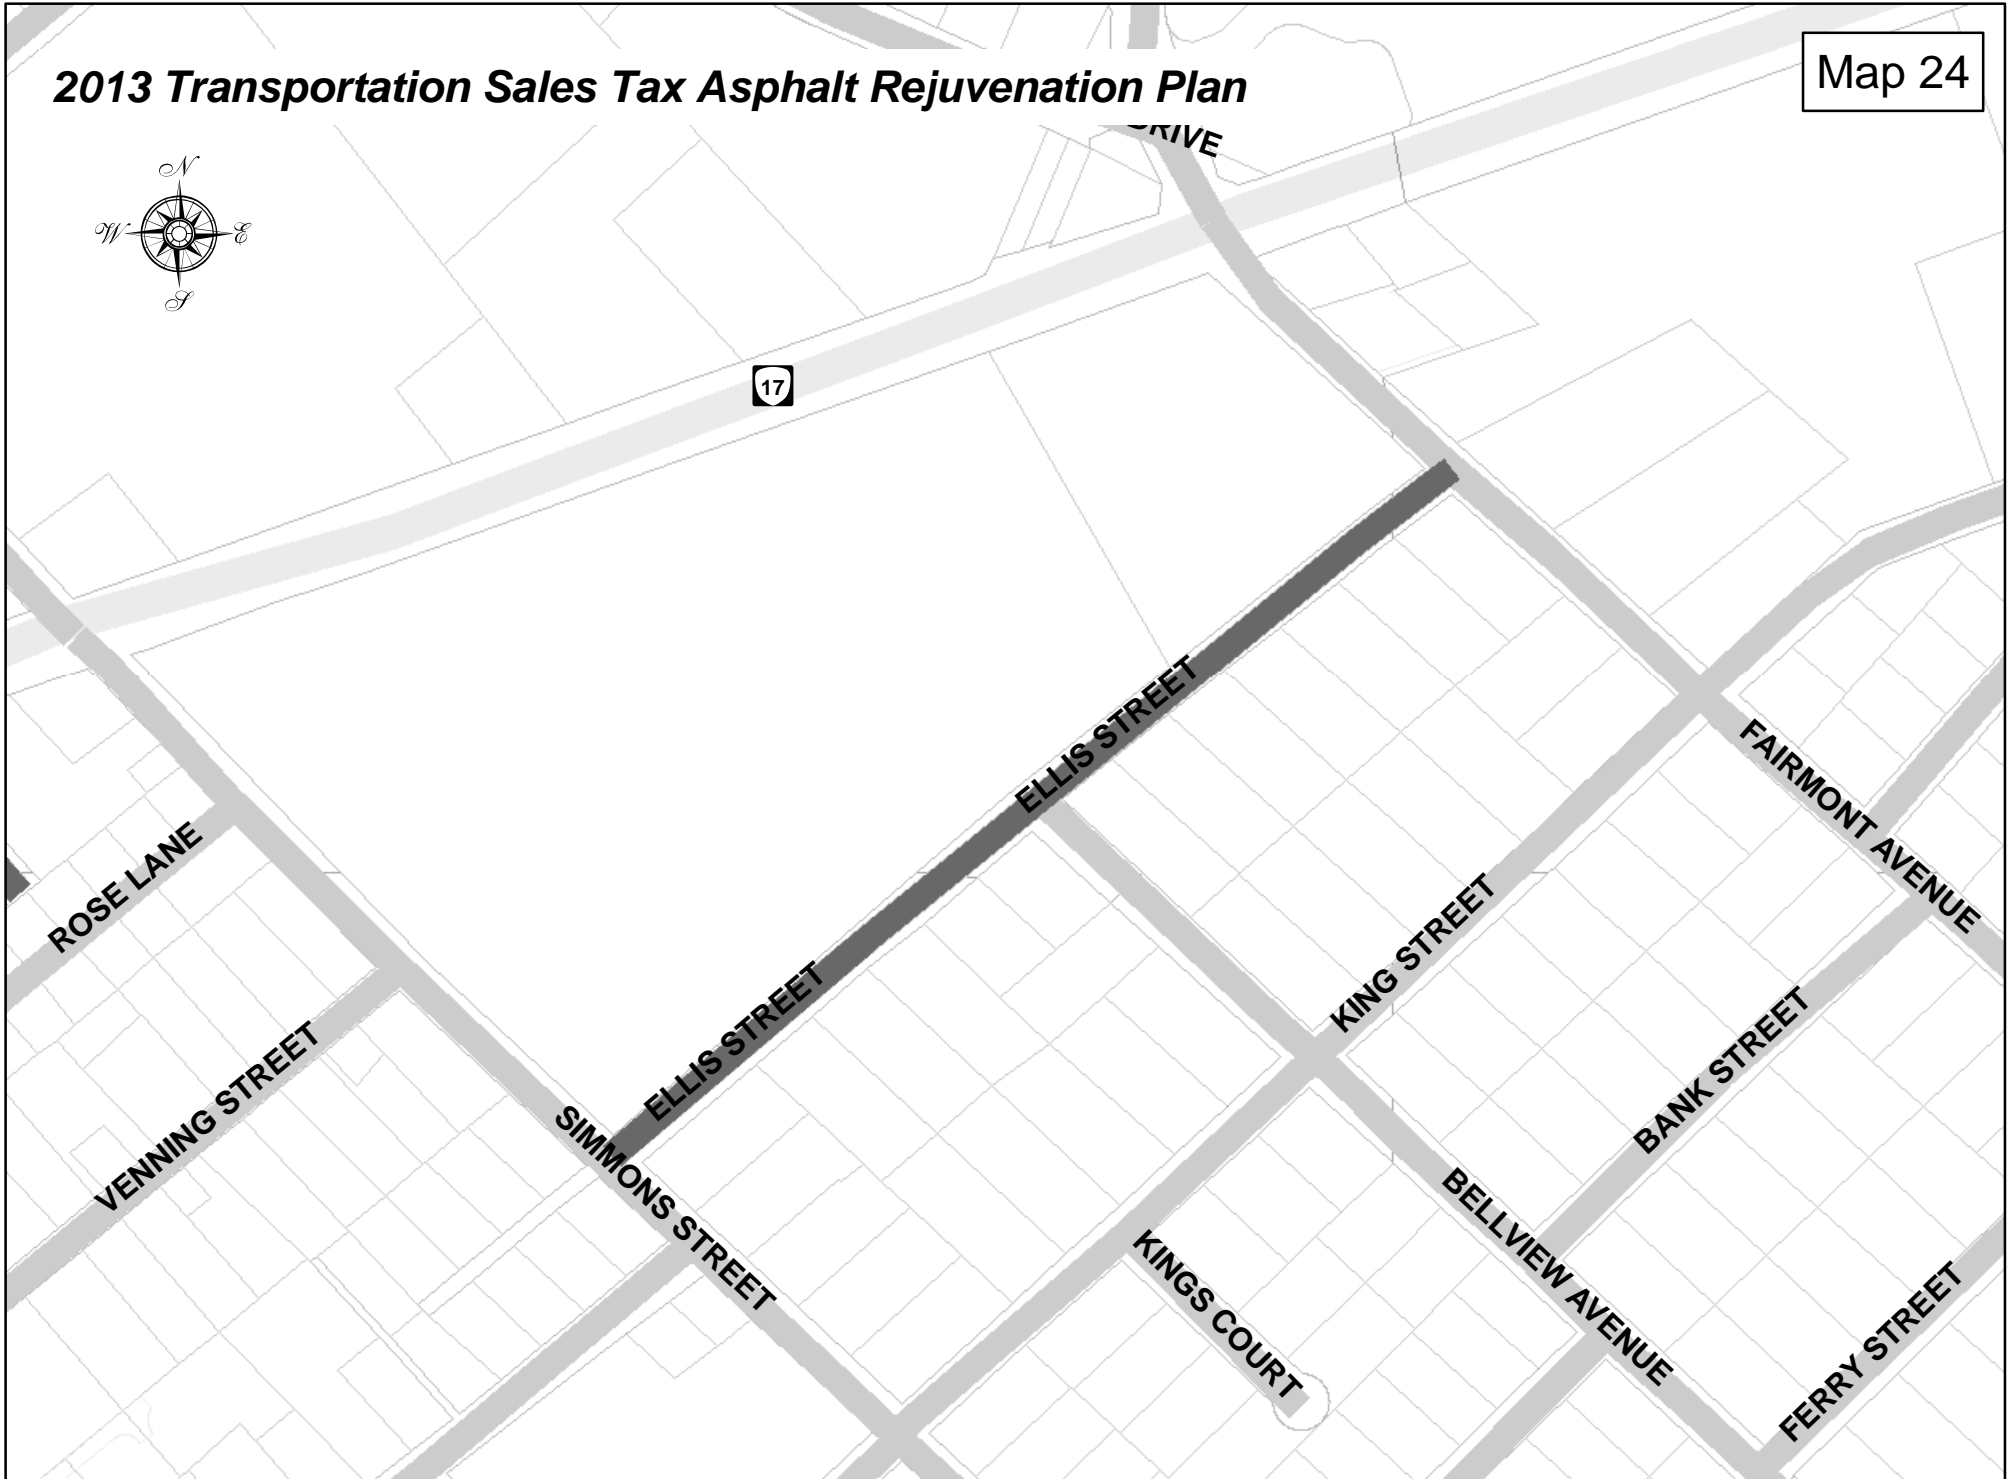 2013 Transportation Sales Tax Asphalt Rejuvenation Plan
Map 24
DRIVE
N
W
E
S
17
ELLIS STREET
FAIRMONT AVENUE
ROSE LANE
KING STREET
ELLIS STREET
BANK STREET
VENNING STREET
SIMMONS STREET
BELLVIEW AVENUE
KINGS COURT
FERRY STREET